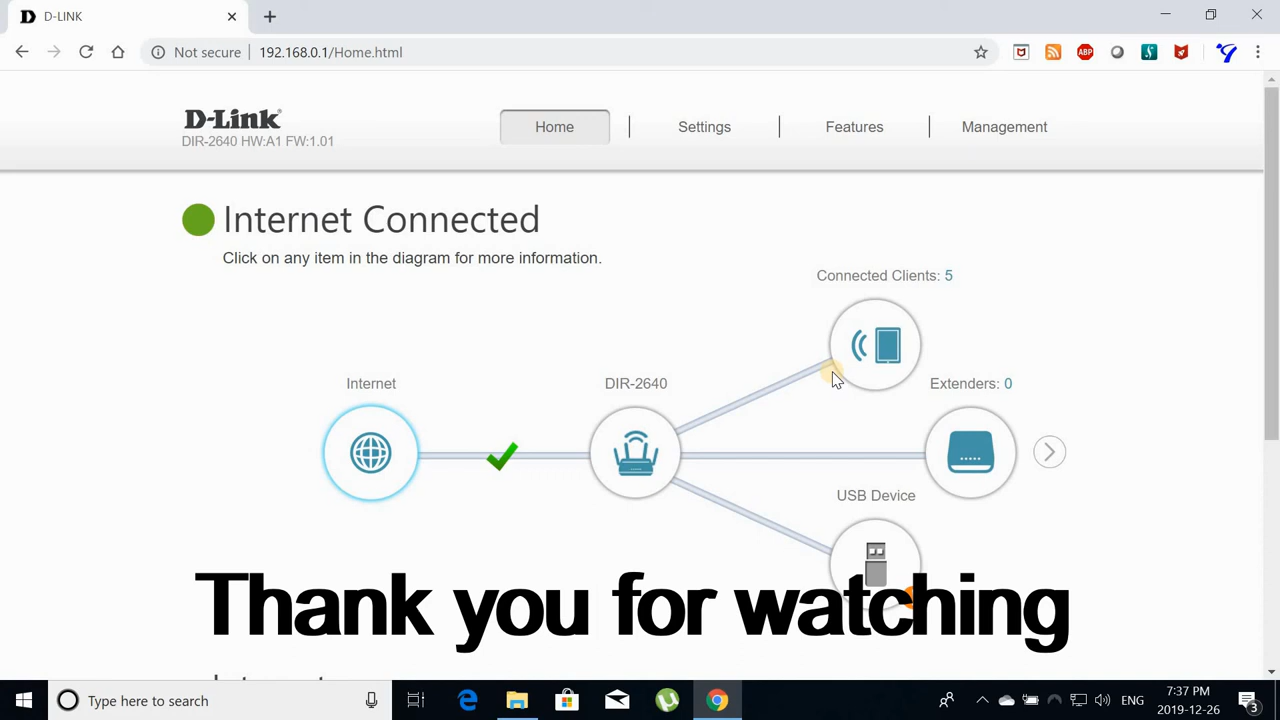 D-LINK
Not secure 192.168.0.1/Home.html
ABP
D-Link
DIR-2640 HW:A1 FW:1.01
Home
Settings
Features
Management
Internet Connected
Click on any item in the diagram for more information.
Connected Clients: 5
Internet
DIR-2640
Extenders: 0
USB Device
Thank you for watching
Type here to search
ENG
7:37 PM
2019-12-26
3